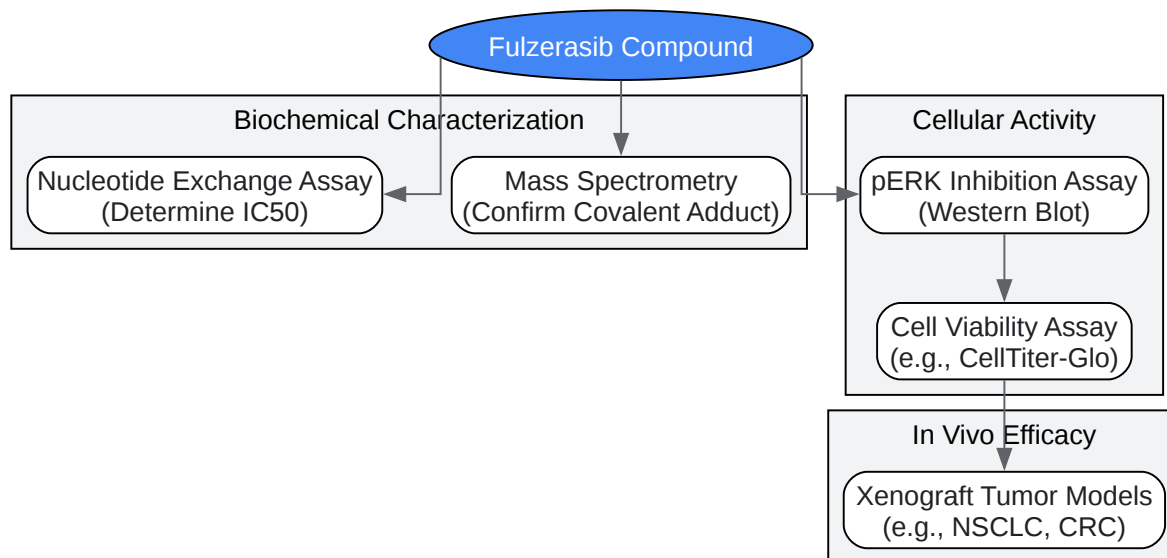 Fulzerasib Compound
Biochemical Characterization
Nucleotide Exchange Assay
(Determine IC50)
Mass Spectrometry
(Confirm Covalent Adduct)
Cellular Activity
pERK Inhibition Assay
(Western Blot)
Cell Viability Assay
(e.g., CellTiter-Glo)
In Vivo Efficacy
Xenograft Tumor Models
(e.g., NSCLC, CRC)